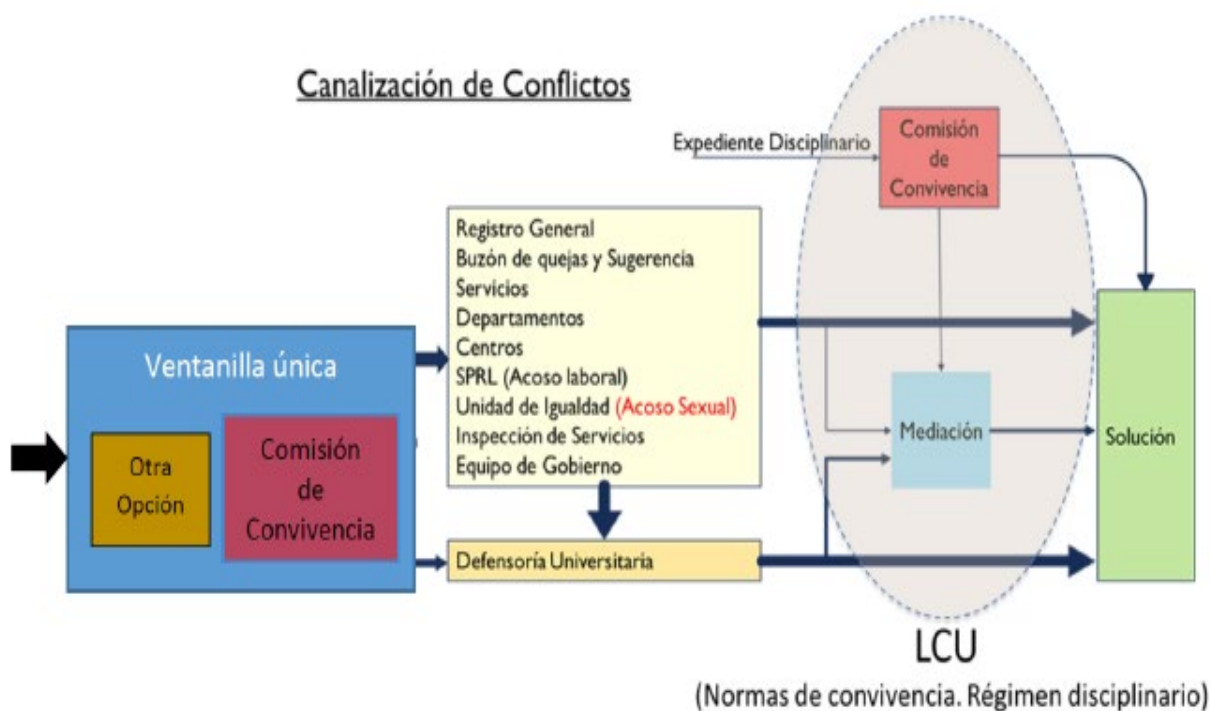 Canalización de Conflictos
Expediente Disciplinario
Comisión
de
Convivencia
Registro General
Buzón de quejas y Sugerencia
Servicios
Departamentos
Centros
SPRL (Acoso laboral)
Unidad de Igualdad (Acoso Sexual)
Inspección de Servicios
Equipo de Gobierno
Ventanilla única
Otra
Opción
Comisión
de
Convivencia
Defensoría Universitaria
Mediación
Solución
LCU
(Normas de convivencia. Régimen disciplinario)